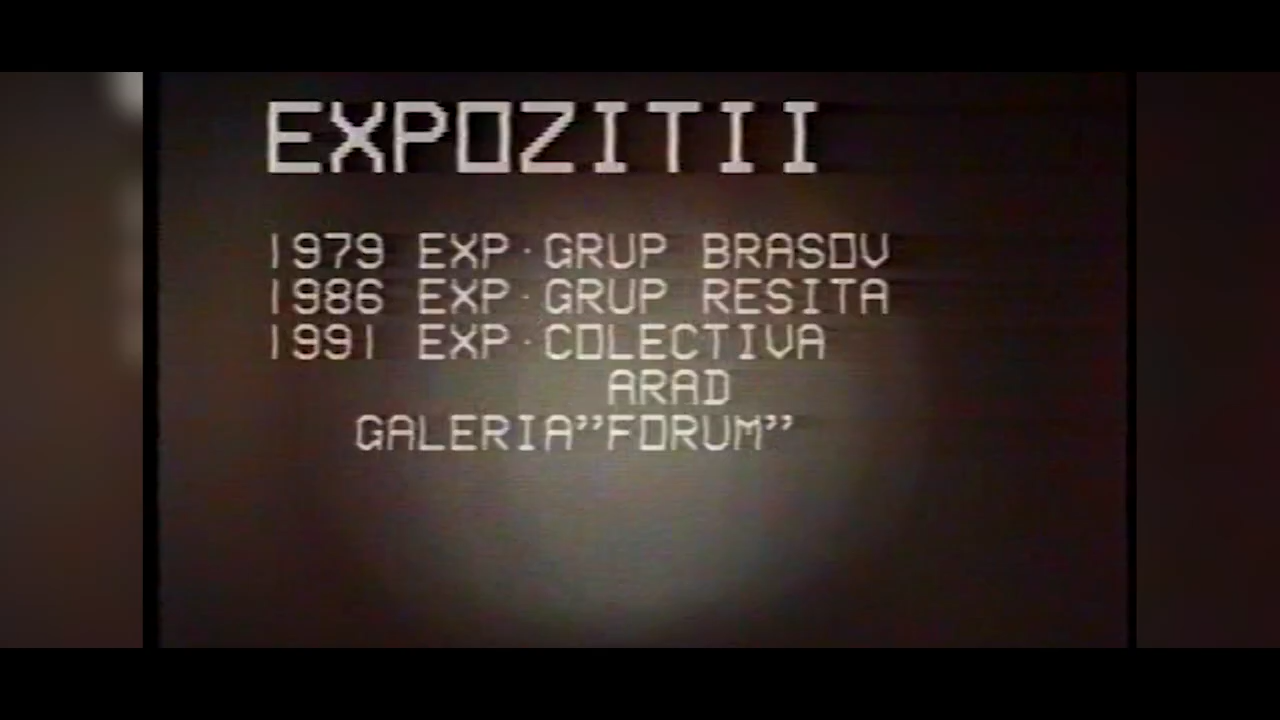 EXPOZITII
1979 EXP·GRUP BRASOV
1986 EXP·GRUP RESITA
1991 EXP·COLECTIVA
ARAD
GALERIA"FORUM"